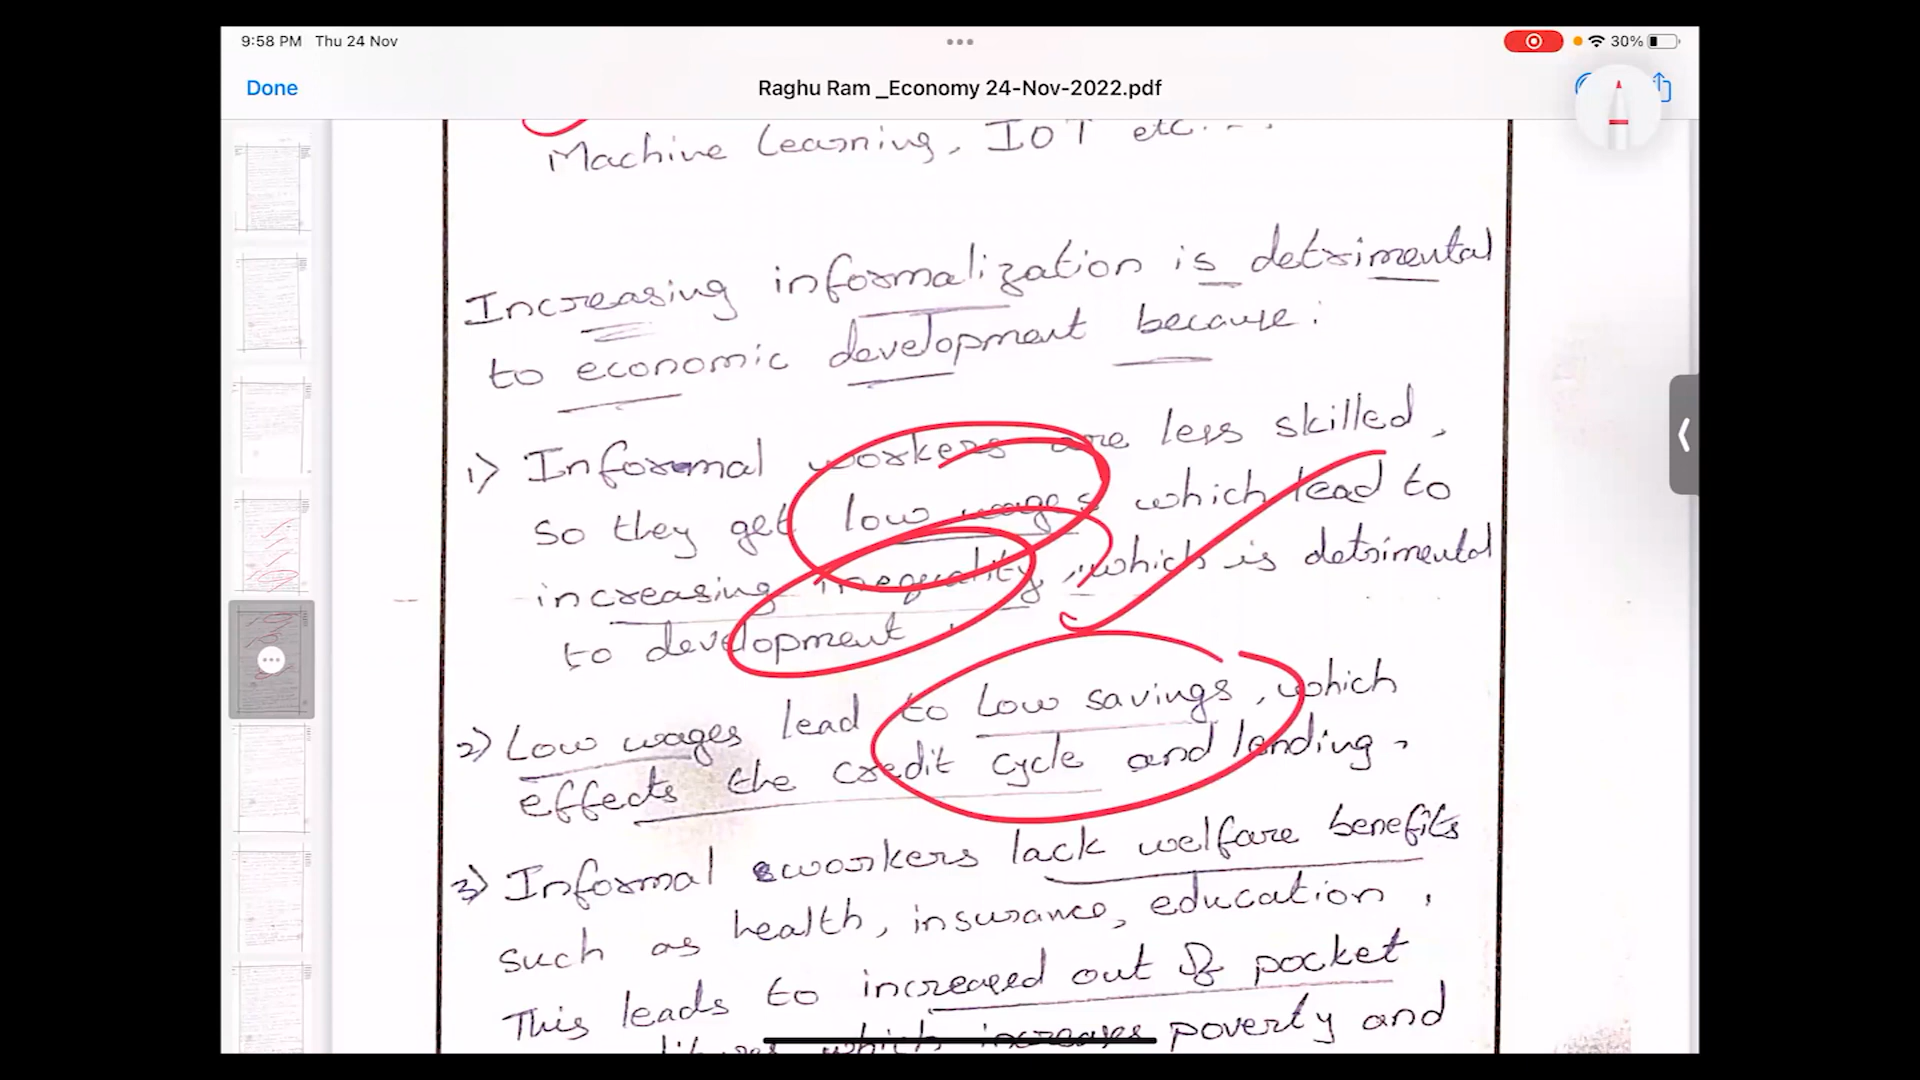 9:58 PM Thu 24 Nov
30%
Done
Raghu Ram _Economy 24-Nov-2022.pdf
Machine Learning, IOT etc...
Increasing informalization is detrimental
to economic development because:
1) Informal workers are less skilled,
so they get low wages which lead to
increasing inequality, which is detrimental
to development.
2) Low wages lead to low savings, which
effects the credit cycle and lending.
3) Informal workers lack welfare benefits
such as health, insurance, education.
This leads to increased out of pocket
which increases poverty and